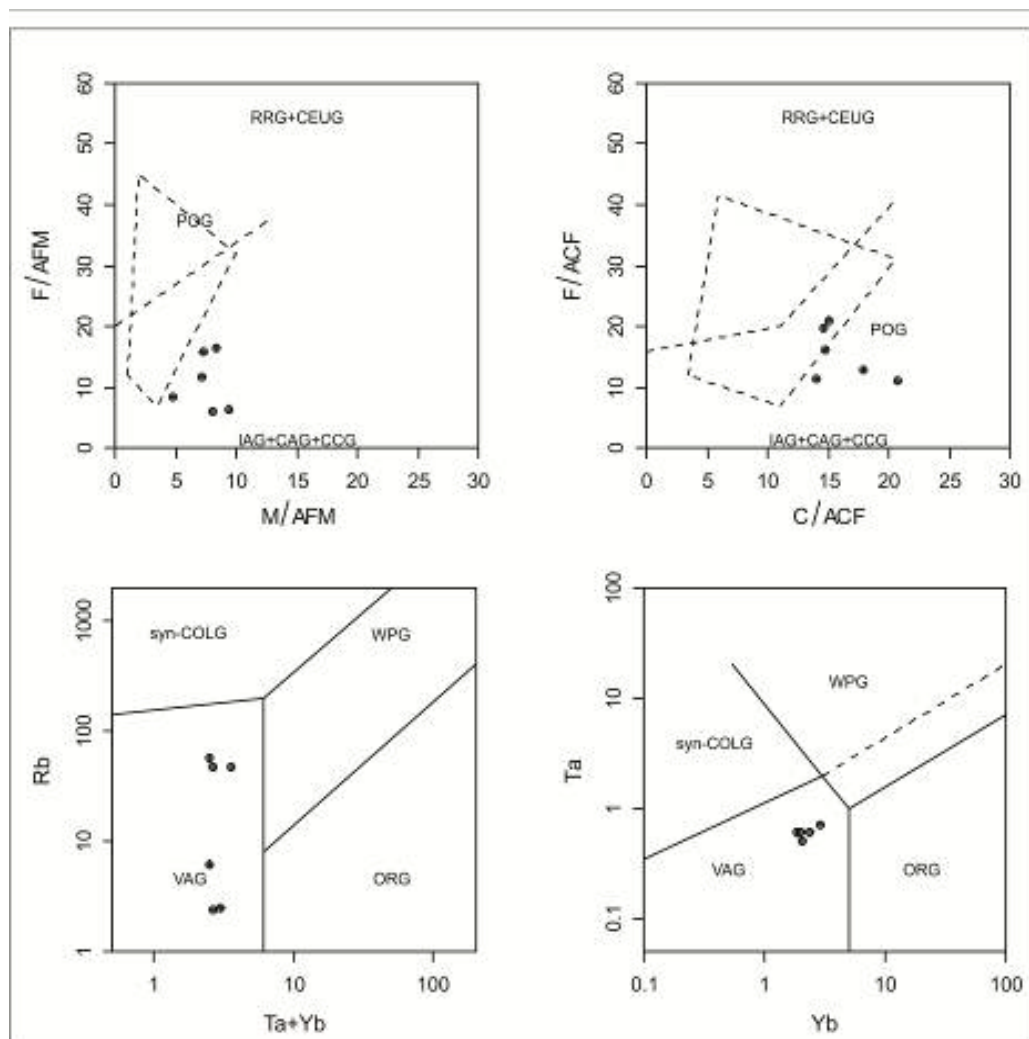 60
50
40
30
20
10
0
F/AFM
RRG+CEUG
POG
IAG+CAG+CCG
0 5 10 15 20 25 30
M/AFM
60
50
40
30
20
10
0
F/ACF
RRG+CEUG
POG
IAG+CAG+CCG
0 5 10 15 20 25 30
C/ACF
1000
100
10
1
Rb
syn-COLG
WPG
VAG
ORG
1 10 100
Ta+Yb
100
10
1
0.1
Ta
WPG
syn-COLG
VAG
ORG
0.1 1 10 100
Yb